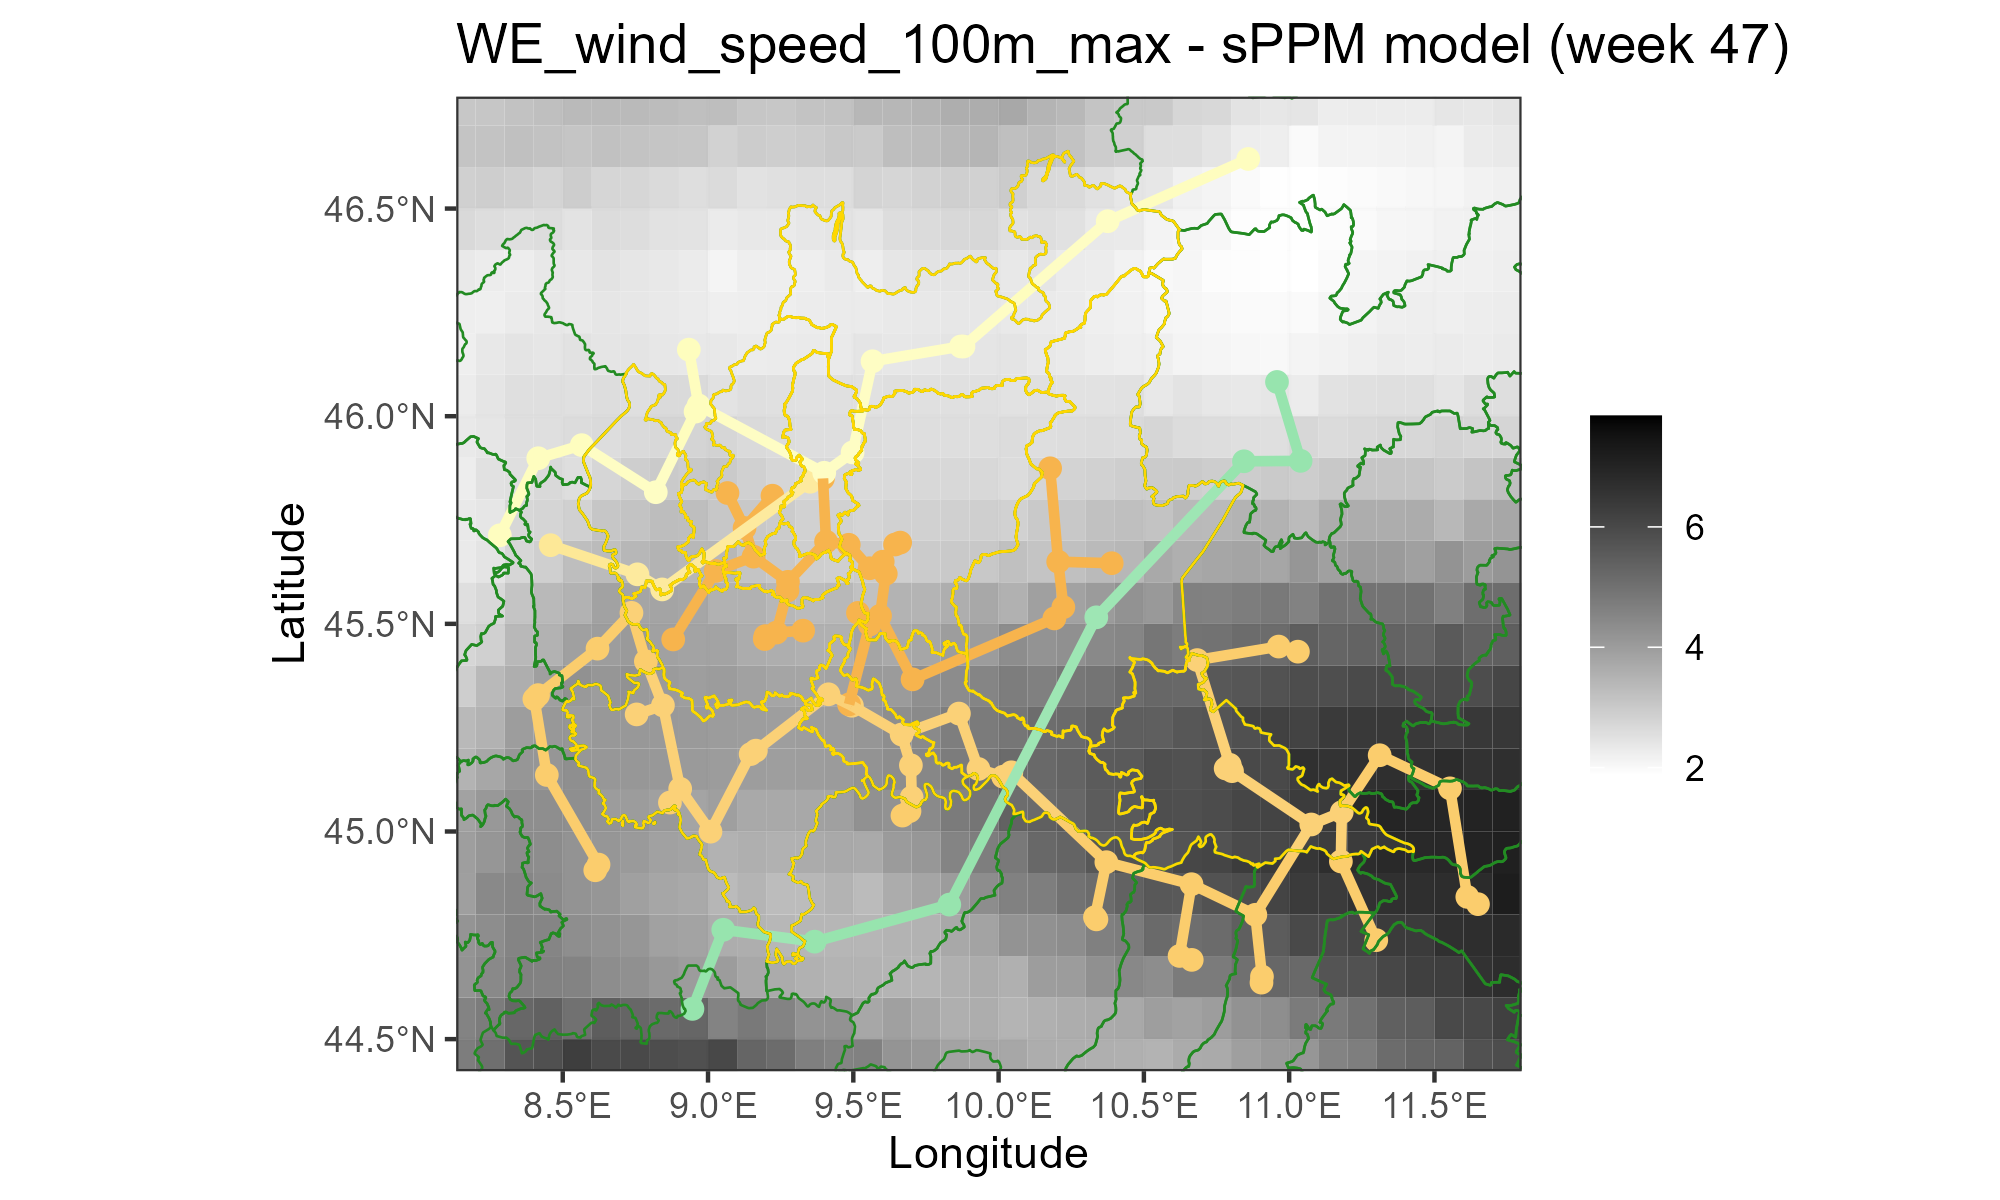 WE_wind_speed_100m_max - sPPM model (week 47)
46.5°N
46.0°N
45.5°N
45.0°N
44.5°N
Latitude
8.5°E 9.0°E 9.5°E 10.0°E 10.5°E 11.0°E 11.5°E
Longitude
6
4
2